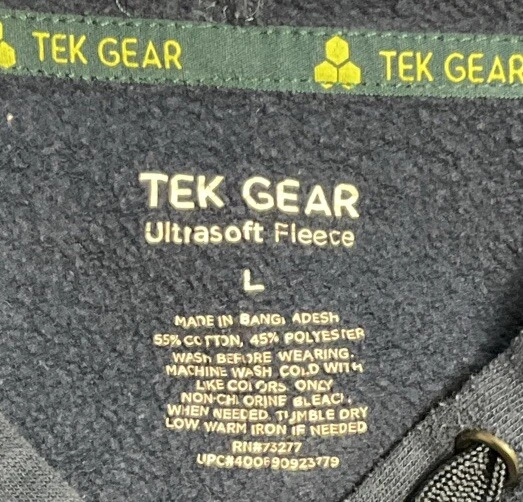 TEK GEAR TEK GEAR
TEK GEAR
Ultrasoft Fleece
L
MADE IN BANGLADESH
55% COTTON, 45% POLYESTER
WASH BEFORE WEARING.
MACHINE WASH COLD WITH
LIKE COLORS. ONLY
NON-CHLORINE BLEACH
WHEN NEEDED. TUMBLE DRY
LOW. WARM IRON IF NEEDED
RN#73277
UPC#400690923779